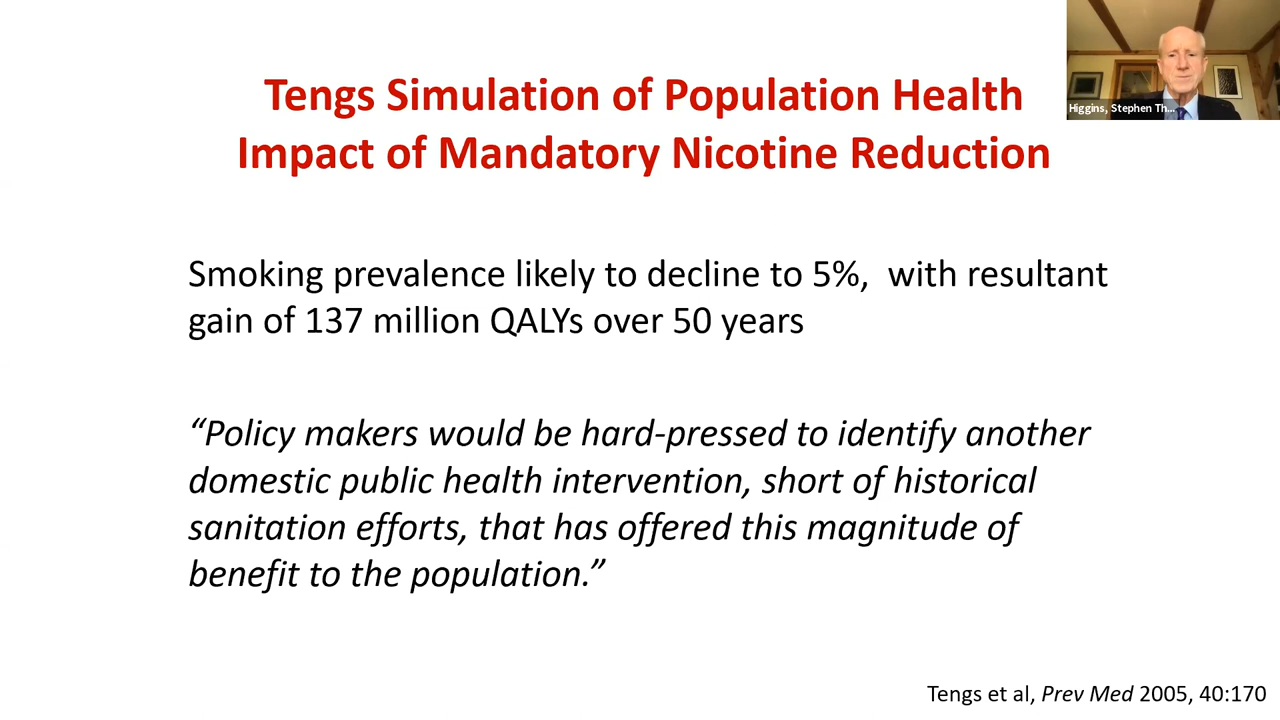 Tengs Simulation of Population Health
Impact of Mandatory Nicotine Reduction
Higgins, Stephen Th...
Smoking prevalence likely to decline to 5%,  with resultant
gain of 137 million QALYs over 50 years
“Policy makers would be hard-pressed to identify another
domestic public health intervention, short of historical
sanitation efforts, that has offered this magnitude of
benefit to the population.”
Tengs et al, Prev Med 2005, 40:170